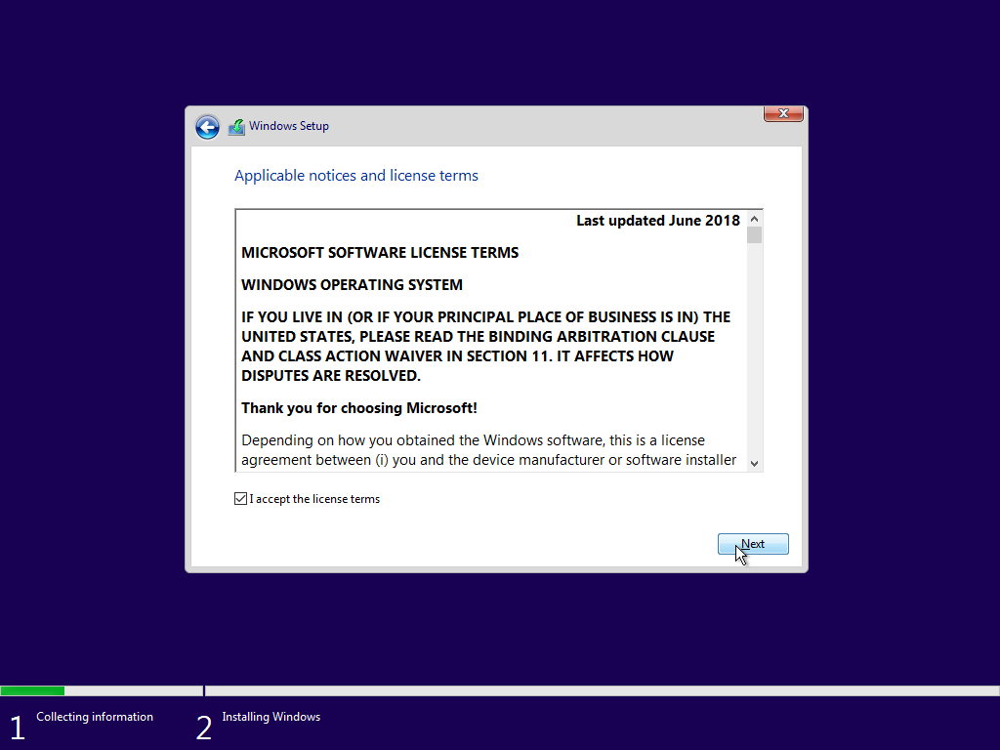 Windows Setup
Applicable notices and license terms
Last updated June 2018
MICROSOFT SOFTWARE LICENSE TERMS
WINDOWS OPERATING SYSTEM
IF YOU LIVE IN (OR IF YOUR PRINCIPAL PLACE OF BUSINESS IS IN) THE
UNITED STATES, PLEASE READ THE BINDING ARBITRATION CLAUSE
AND CLASS ACTION WAIVER IN SECTION 11. IT AFFECTS HOW
DISPUTES ARE RESOLVED.
Thank you for choosing Microsoft!
Depending on how you obtained the Windows software, this is a license
agreement between (i) you and the device manufacturer or software installer
I accept the license terms
Next
1 Collecting information
2 Installing Windows